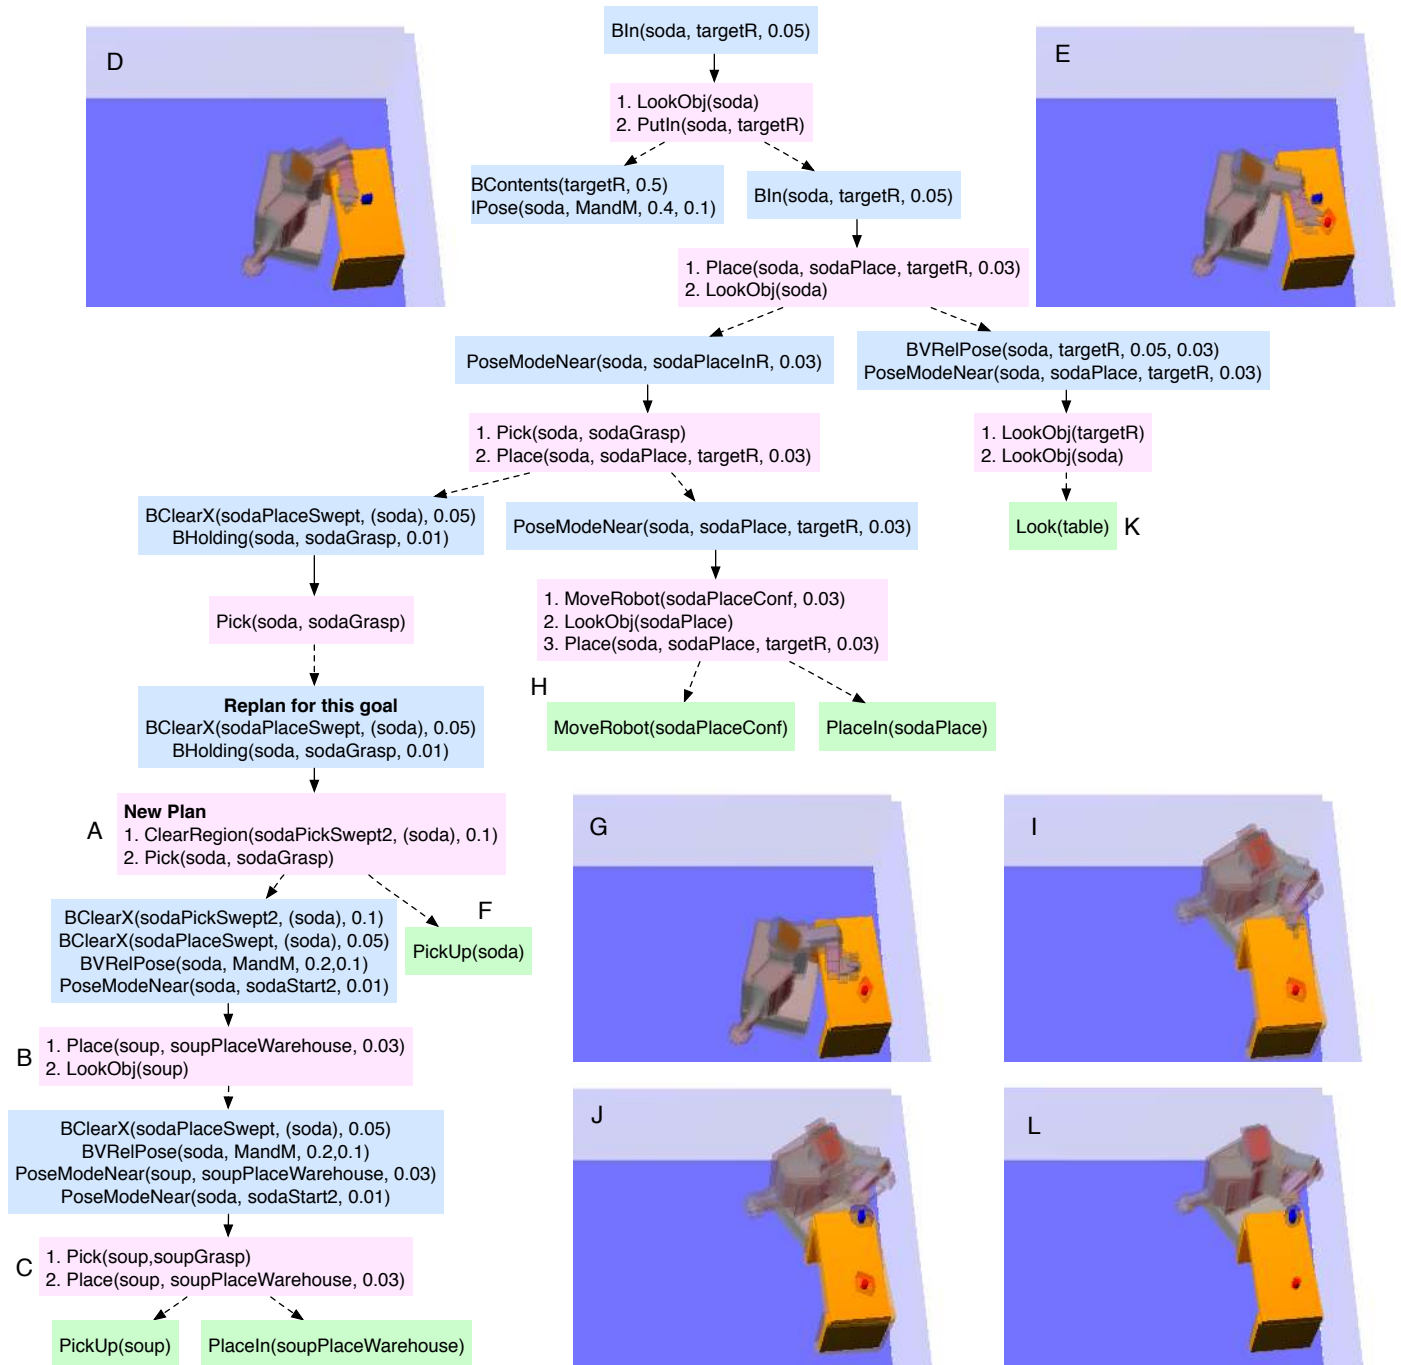 D
BIn(soda, targetR, 0.05)
E
1. LookObj(soda)
2. PutIn(soda, targetR)
BContents(targetR, 0.5)
IPose(soda, MandM, 0.4, 0.1)
BIn(soda, targetR, 0.05)
1. Place(soda, sodaPlace, targetR, 0.03)
2. LookObj(soda)
PoseModeNear(soda, sodaPlaceInR, 0.03)
BVRelPose(soda, targetR, 0.05, 0.03)
PoseModeNear(soda, sodaPlace, targetR, 0.03)
1. Pick(soda, sodaGrasp)
2. Place(soda, sodaPlace, targetR, 0.03)
1. LookObj(targetR)
2. LookObj(soda)
BClearX(sodaPlaceSwept, (soda), 0.05)
BHolding(soda, sodaGrasp, 0.01)
PoseModeNear(soda, sodaPlace, targetR, 0.03)
Look(table)
K
Pick(soda, sodaGrasp)
1. MoveRobot(sodaPlaceConf, 0.03)
2. LookObj(sodaPlace)
3. Place(soda, sodaPlace, targetR, 0.03)
H
Replan for this goal
BClearX(sodaPlaceSwept, (soda), 0.05)
BHolding(soda, sodaGrasp, 0.01)
MoveRobot(sodaPlaceConf)
PlaceIn(sodaPlace)
A
New Plan
1. ClearRegion(sodaPickSwept2, (soda), 0.1)
2. Pick(soda, sodaGrasp)
G
I
BClearX(sodaPickSwept2, (soda), 0.1)
BClearX(sodaPlaceSwept, (soda), 0.05)
BVRelPose(soda, MandM, 0.2,0.1)
PoseModeNear(soda, sodaStart2, 0.01)
F
PickUp(soda)
B
1. Place(soup, soupPlaceWarehouse, 0.03)
2. LookObj(soup)
J
L
BClearX(sodaPlaceSwept, (soda), 0.05)
BVRelPose(soda, MandM, 0.2,0.1)
PoseModeNear(soup, soupPlaceWarehouse, 0.03)
PoseModeNear(soda, sodaStart2, 0.01)
C
1. Pick(soup,soupGrasp)
2. Place(soup, soupPlaceWarehouse, 0.03)
PickUp(soup)
PlaceIn(soupPlaceWarehouse)